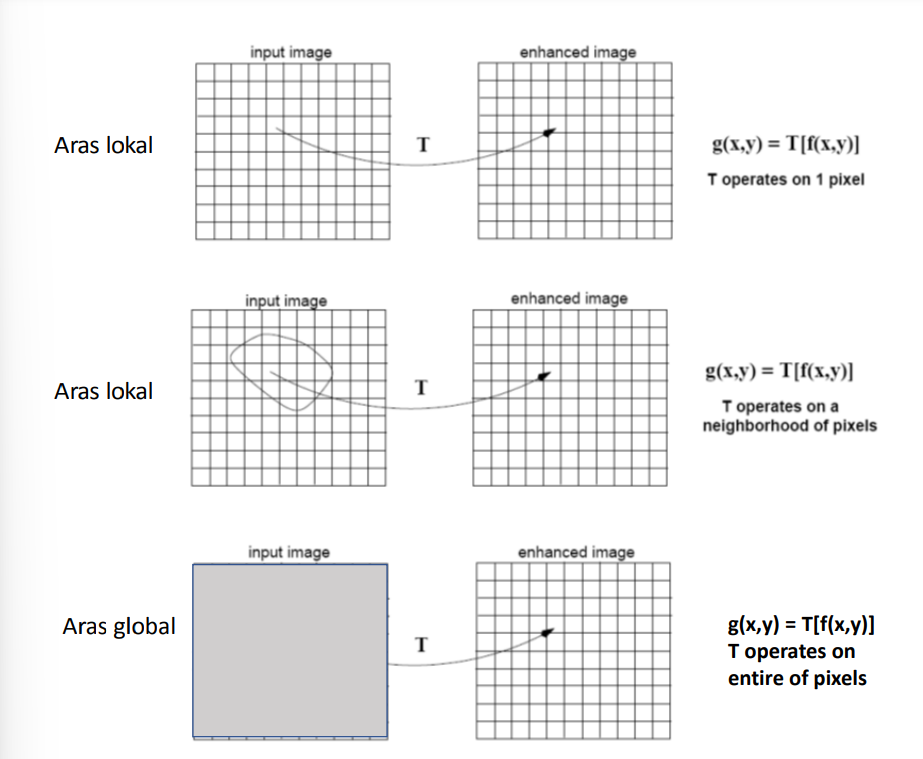 input image
enhanced image
Aras lokal
T
g(x,y) = T[f(x,y)]
T operates on 1 pixel
input image
enhanced image
Aras lokal
T
g(x,y) = T[f(x,y)]
T operates on a
neighborhood of pixels
input image
enhanced image
Aras global
T
g(x,y) = T[f(x,y)]
T operates on
entire of pixels